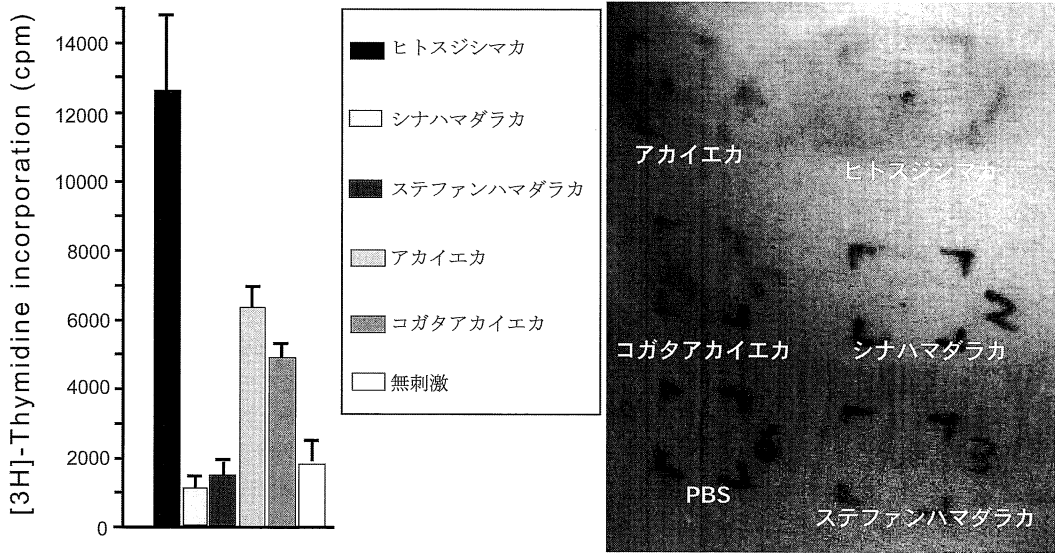 [3H]-Thymidine incorporation (cpm)
14000
12000
10000
8000
6000
4000
2000
0
ヒトスジシマカ
シナハマダラカ
ステファンハマダラカ
アカイエカ
コガタアカイエカ
無刺激
アカイエカ
ヒトスジシマカ
コガタアカイエカ
シナハマダラカ
2
PBS
ステファンハマダラカ
3